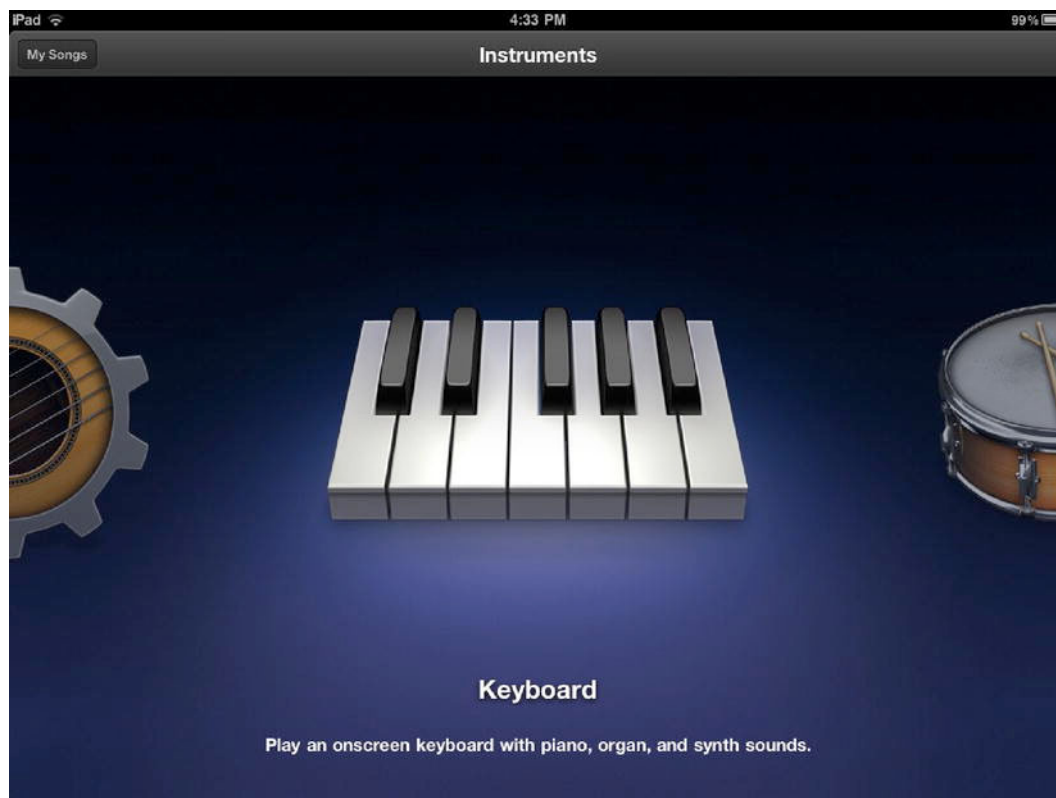 iPad 4:33 PM 99%
My Songs Instruments
Keyboard
Play an onscreen keyboard with piano, organ, and synth sounds.